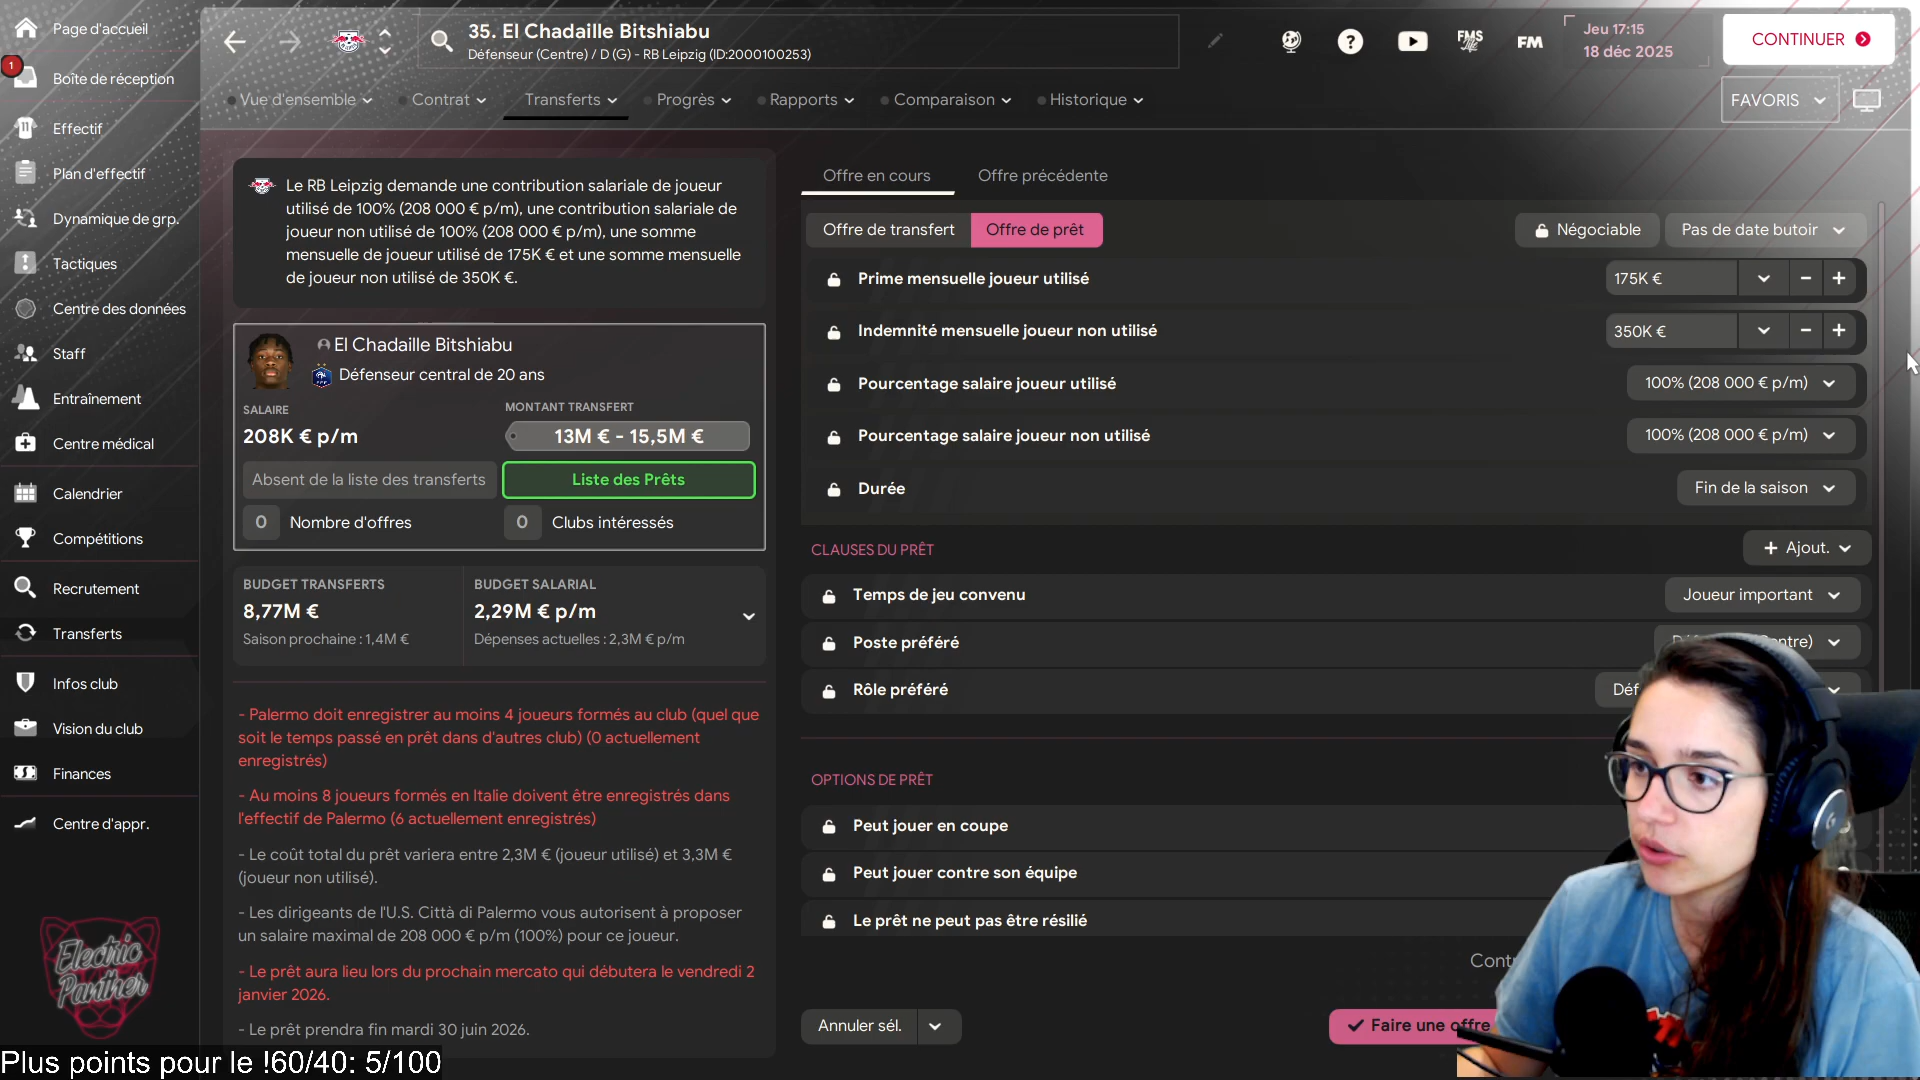 Page d'accueil
1
Boîte de réception
Effectif
Plan d'effectif
Dynamique de grp.
Tactiques
Centre des données
Staff
Entraînement
Centre médical
Calendrier
Compétitions
Recrutement
Transferts
Infos club
Vision du club
Finances
Centre d'appr.
Electric
Panther
35. El Chadaille Bitshiabu
Défenseur (Centre) / D (G) - RB Leipzig (ID:2000100253)
FMS
FM
Jeu 17:15
18 déc 2025
CONTINUER
Vue d'ensemble
Contrat
Transferts
Progrès
Rapports
Comparaison
Historique
FAVORIS
Le RB Leipzig demande une contribution salariale de joueur
utilisé de 100% (208 000 € p/m), une contribution salariale de
joueur non utilisé de 100% (208 000 € p/m), une somme
mensuelle de joueur utilisé de 175K € et une somme mensuelle
de joueur non utilisé de 350K €.
El Chadaille Bitshiabu
Défenseur central de 20 ans
SALAIRE
208K € p/m
MONTANT TRANSFERT
13M € - 15,5M €
Absent de la liste des transferts
Liste des Prêts
0 Nombre d'offres
0 Clubs intéressés
BUDGET TRANSFERTS
8,77M €
Saison prochaine : 1,4M €
BUDGET SALARIAL
2,29M € p/m
Dépenses actuelles : 2,3M € p/m
- Palermo doit enregistrer au moins 4 joueurs formés au club (quel que
soit le temps passé en prêt dans d'autres club) (0 actuellement
enregistrés)
- Au moins 8 joueurs formés en Italie doivent être enregistrés dans
l'effectif de Palermo (6 actuellement enregistrés)
- Le coût total du prêt variera entre 2,3M € (joueur utilisé) et 3,3M €
(joueur non utilisé).
- Les dirigeants de l'U.S. Città di Palermo vous autorisent à proposer
un salaire maximal de 208 000 € p/m (100%) pour ce joueur.
- Le prêt aura lieu lors du prochain mercato qui débutera le vendredi 2
janvier 2026.
- Le prêt prendra fin mardi 30 juin 2026.
Offre en cours
Offre précédente
Offre de transfert
Offre de prêt
Négociable
Pas de date butoir
Prime mensuelle joueur utilisé
175K €
Indemnité mensuelle joueur non utilisé
350K €
Pourcentage salaire joueur utilisé
100% (208 000 € p/m)
Pourcentage salaire joueur non utilisé
100% (208 000 € p/m)
Durée
Fin de la saison
CLAUSES DU PRÊT
+ Ajout.
Temps de jeu convenu
Joueur important
Poste préféré
Rôle préféré
Déf
OPTIONS DE PRÊT
Peut jouer en coupe
Peut jouer contre son équipe
Le prêt ne peut pas être résilié
Contr
Annuler sél.
Faire une offre
Plus points pour le !60/40: 5/100